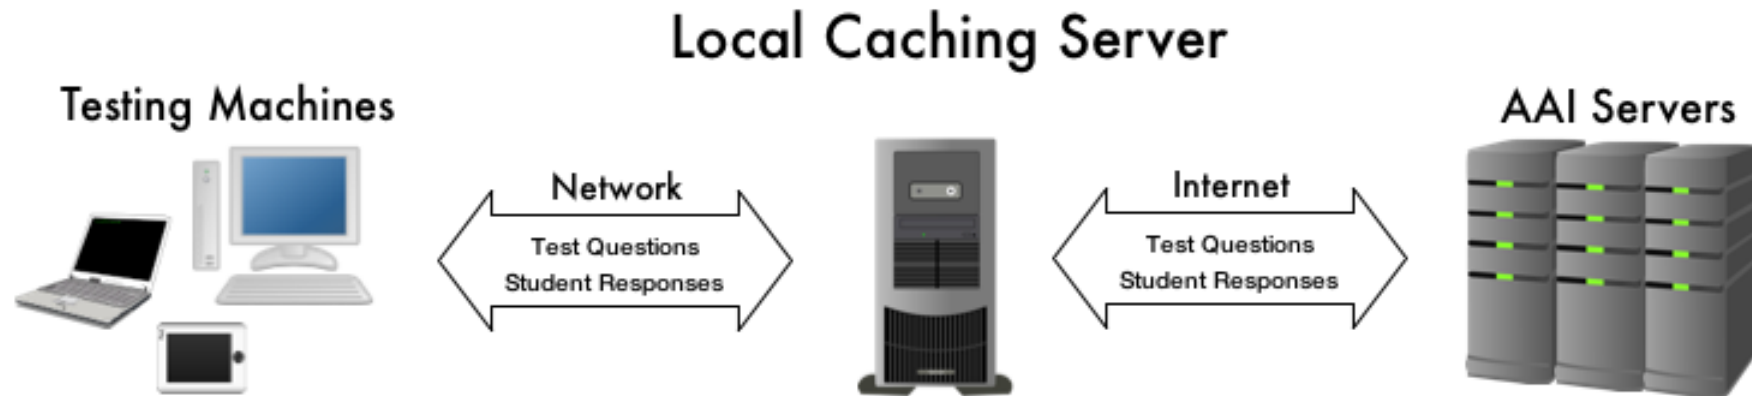 Local Caching Server
Testing Machines
AAI Servers
Network
Test Questions
Student Responses
Internet
Test Questions
Student Responses